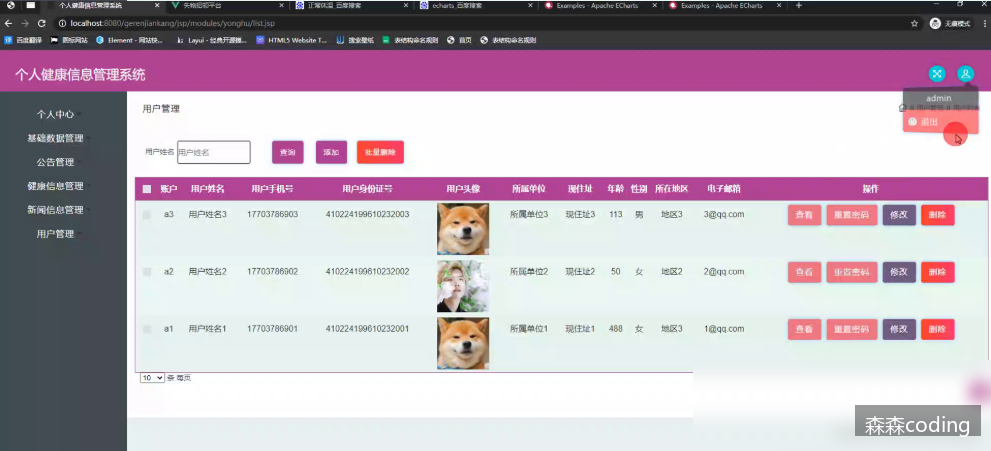 个人健康信息管理系统
失物招领平台
正常体温_百度搜索
echarts_百度搜索
Examples - Apache ECharts
Examples - Apache ECharts
localhost:8080/gerenjiankang/jsp/modules/yonghu/list.jsp
无痕模式
百度翻译
图标网站
Element - 网站快...
Layui - 经典开源模...
HTML5 Website T...
搜金壁纸
表结构命名规则
首页
表结构命名规则
个人健康信息管理系统
admin
退出
个人中心
基础数据管理
公告管理
健康信息管理
新闻信息管理
用户管理
用户管理
用户姓名 用户姓名 查询 添加 批量删除
账户 用户姓名 用户手机号 用户身份证号 用户头像 所属单位 现住址 年龄 性别 所在地区 电子邮箱 操作
a3 用户姓名3 17703786903 410224199610232003 所属单位3 现住址3 113 男 地区3 3@qq.com 查看 重置密码 修改 删除
a2 用户姓名2 17703786902 410224199610232002 所属单位2 现住址2 50 女 地区2 2@qq.com 查看 重置密码 修改 删除
a1 用户姓名1 17703786901 410224199610232001 所属单位1 现住址1 488 女 地区3 1@qq.com 查看 重置密码 修改 删除
10 条 每页
森森coding